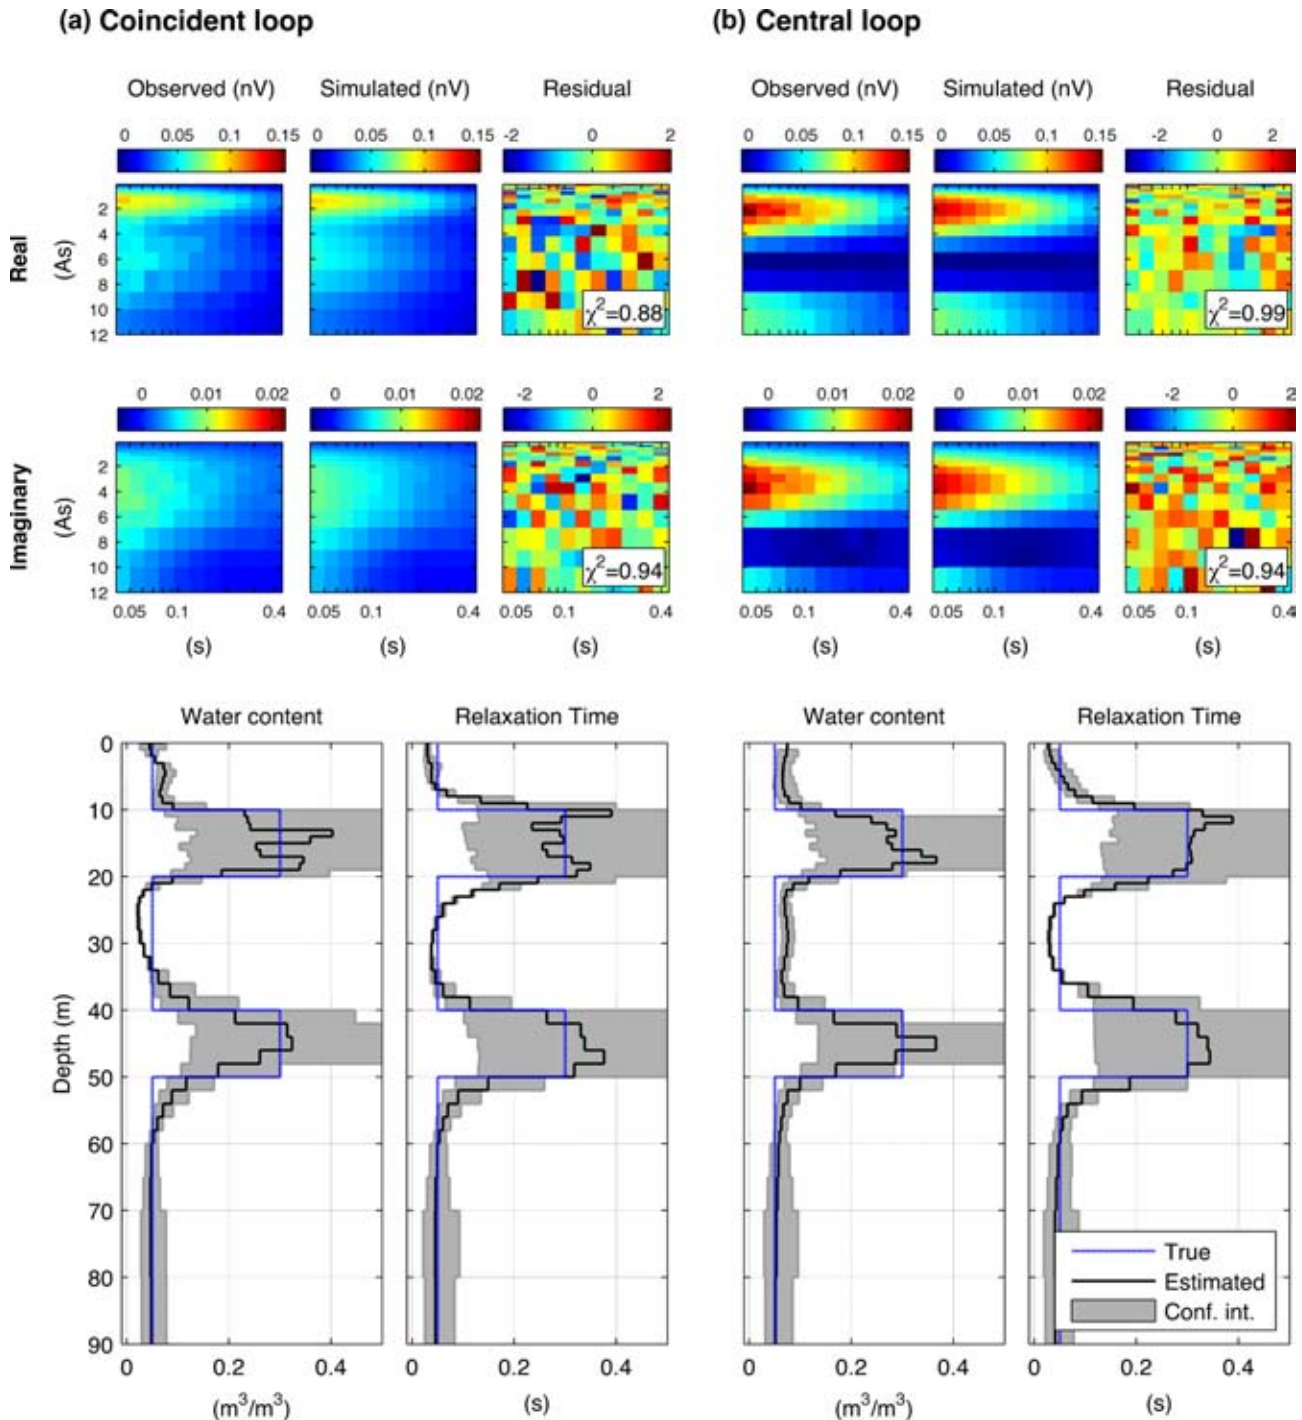 (a) Coincident loop
(b) Central loop
Observed (nV) Simulated (nV) Residual
Observed (nV) Simulated (nV) Residual
0 0.05 0.1 0.15 0 0.05 0.1 0.15 -2 0 2
0 0.05 0.1 0.15 0 0.05 0.1 0.15 -2 0 2
Real
(As)
2
4
6
8
10
12
χ²=0.88
χ²=0.99
0 0.01 0.02 0 0.01 0.02 -2 0 2
0 0.01 0.02 0 0.01 0.02 -2 0 2
Imaginary
(As)
2
4
6
8
10
12
χ²=0.94
χ²=0.94
0.05 0.1 0.4 0.05 0.1 0.4 0.05 0.1 0.4
0.05 0.1 0.4 0.05 0.1 0.4 0.05 0.1 0.4
(s) (s) (s)
(s) (s) (s)
Water content Relaxation Time
Water content Relaxation Time
Depth (m)
0
10
20
30
40
50
60
70
80
90
True
Estimated
Conf. int.
0 0.2 0.4 0 0.2 0.4
0 0.2 0.4 0 0.2 0.4
(m³/m³) (s)
(m³/m³) (s)